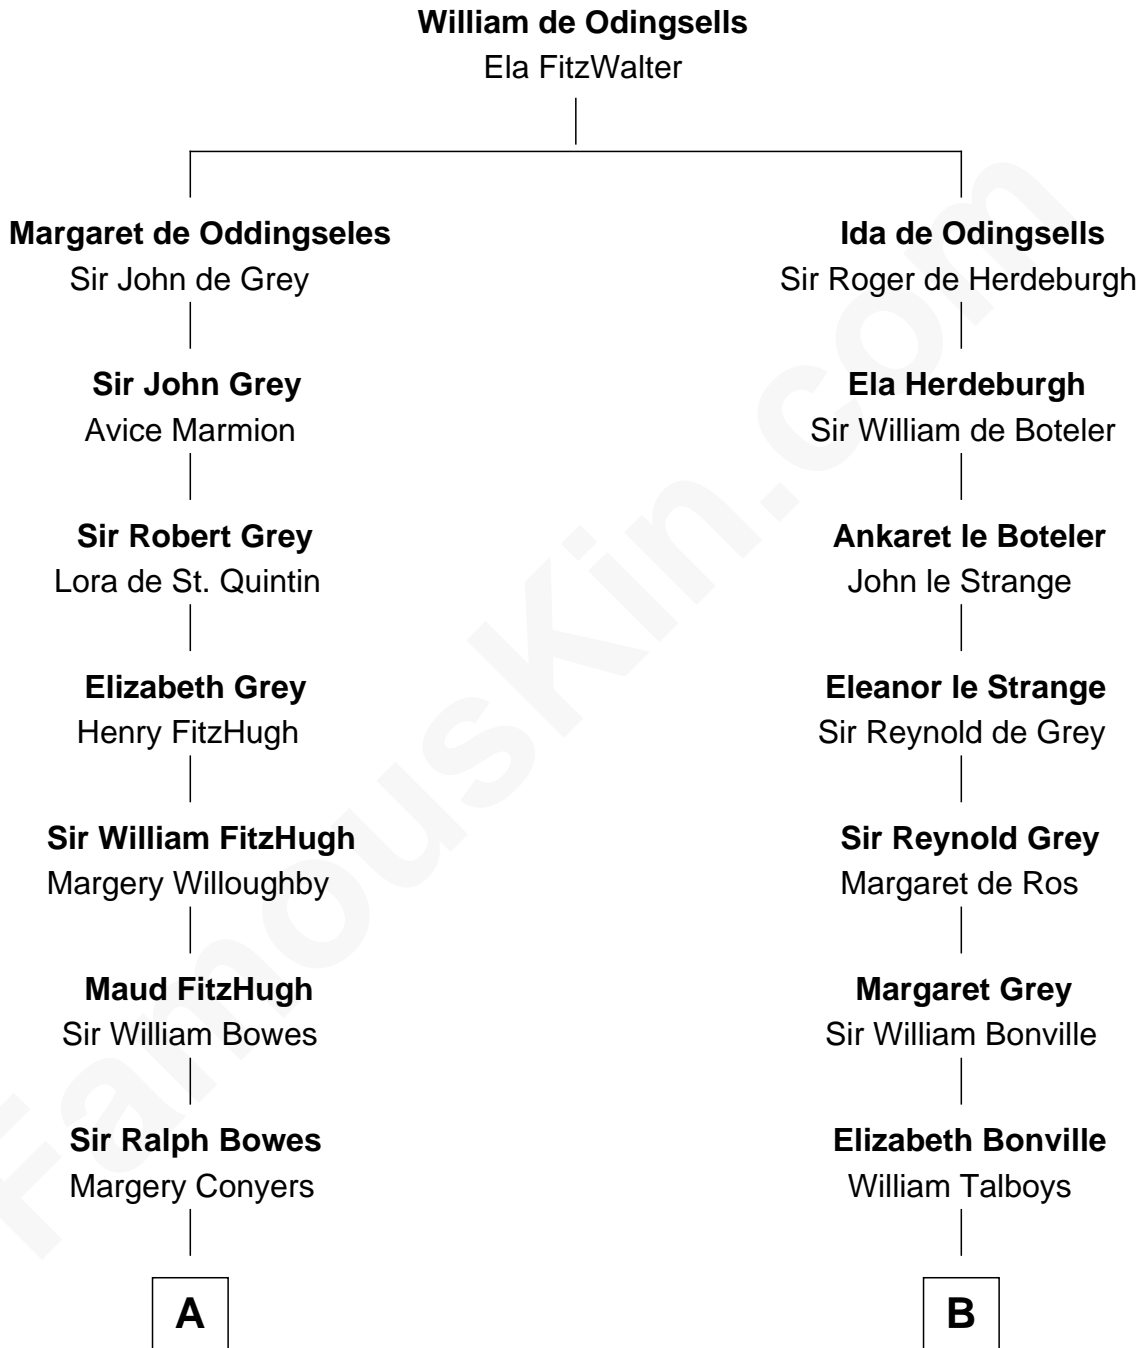 William de Odingsells
Ela FitzWalter
Margaret de Oddingseles
Sir John de Grey
Sir John Grey
Avice Marmion
Sir Robert Grey
Lora de St. Quintin
Elizabeth Grey
Henry FitzHugh
Sir William FitzHugh
Margery Willoughby
Maud FitzHugh
Sir William Bowes
Sir Ralph Bowes
Margery Conyers
A
Ida de Odingsells
Sir Roger de Herdeburgh
Ela Herdeburgh
Sir William de Boteler
Ankaret le Boteler
John le Strange
Eleanor le Strange
Sir Reynold de Grey
Sir Reynold Grey
Margaret de Ros
Margaret Grey
Sir William Bonville
Elizabeth Bonville
William Talboys
B
FamousKin.com